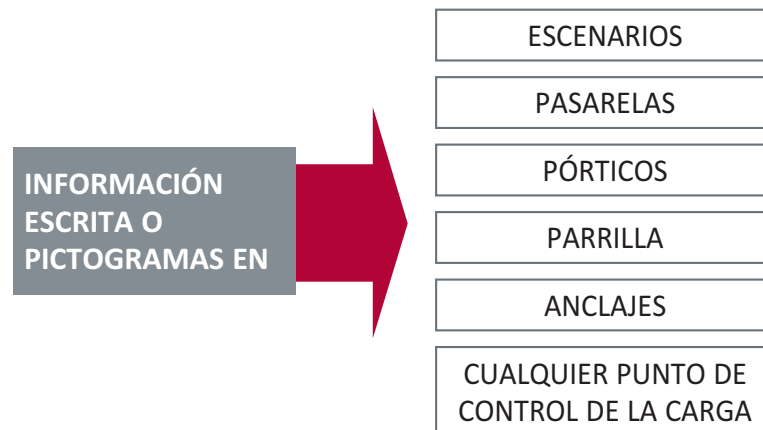 INFORMACIÓN
ESCRITA O
PICTOGRAMAS EN
ESCENARIOS
PASARELAS
PÓRTICOS
PARRILLA
ANCLAJES
CUALQUIER PUNTO DE
CONTROL DE LA CARGA